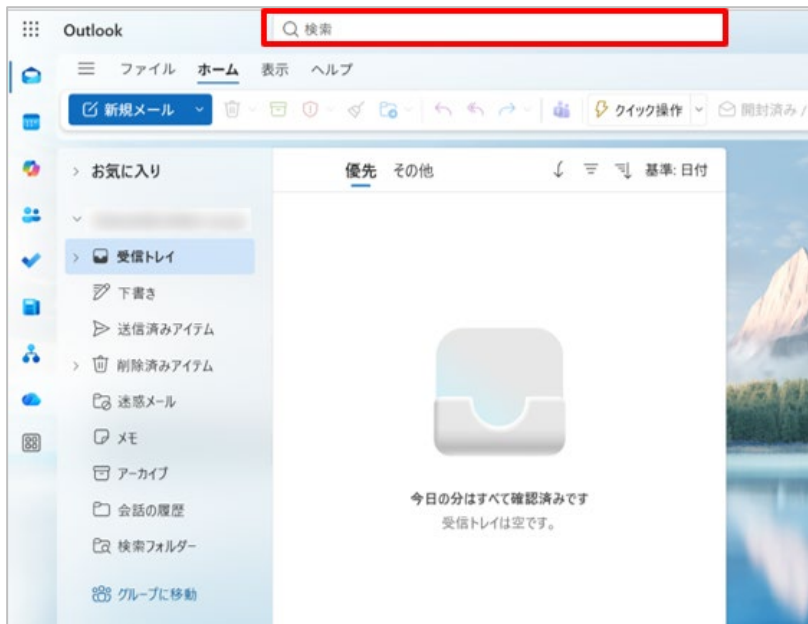 Outlook
検索
ファイル ホーム 表示 ヘルプ
新規メール クイック操作 開封済み /
お気に入り
優先 その他 基準: 日付
受信トレイ
下書き
送信済みアイテム
削除済みアイテム
迷惑メール
メモ
アーカイブ
会話の履歴
検索フォルダー
グループに移動
今日の分はすべて確認済みです
受信トレイは空です。